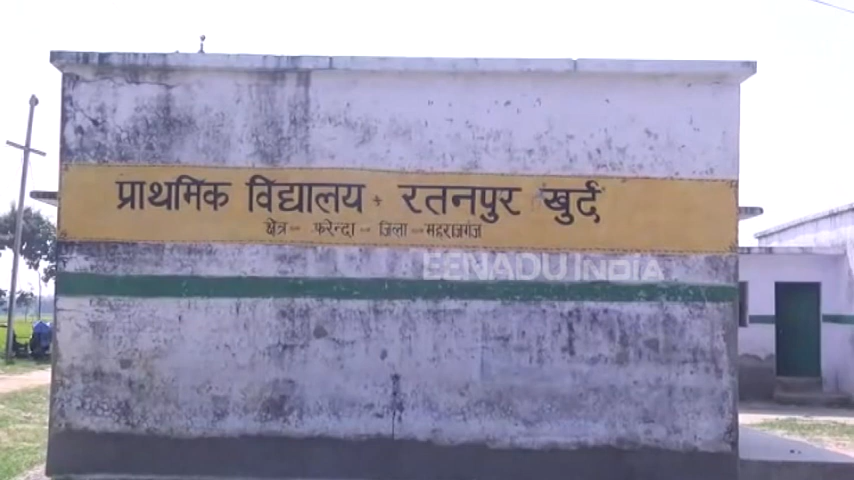 प्राथमिक विद्यालय + रतनपुर खुर्द
क्षेत्र - फरेन्दा - जिला - महराजगंज
EENADU INDIA